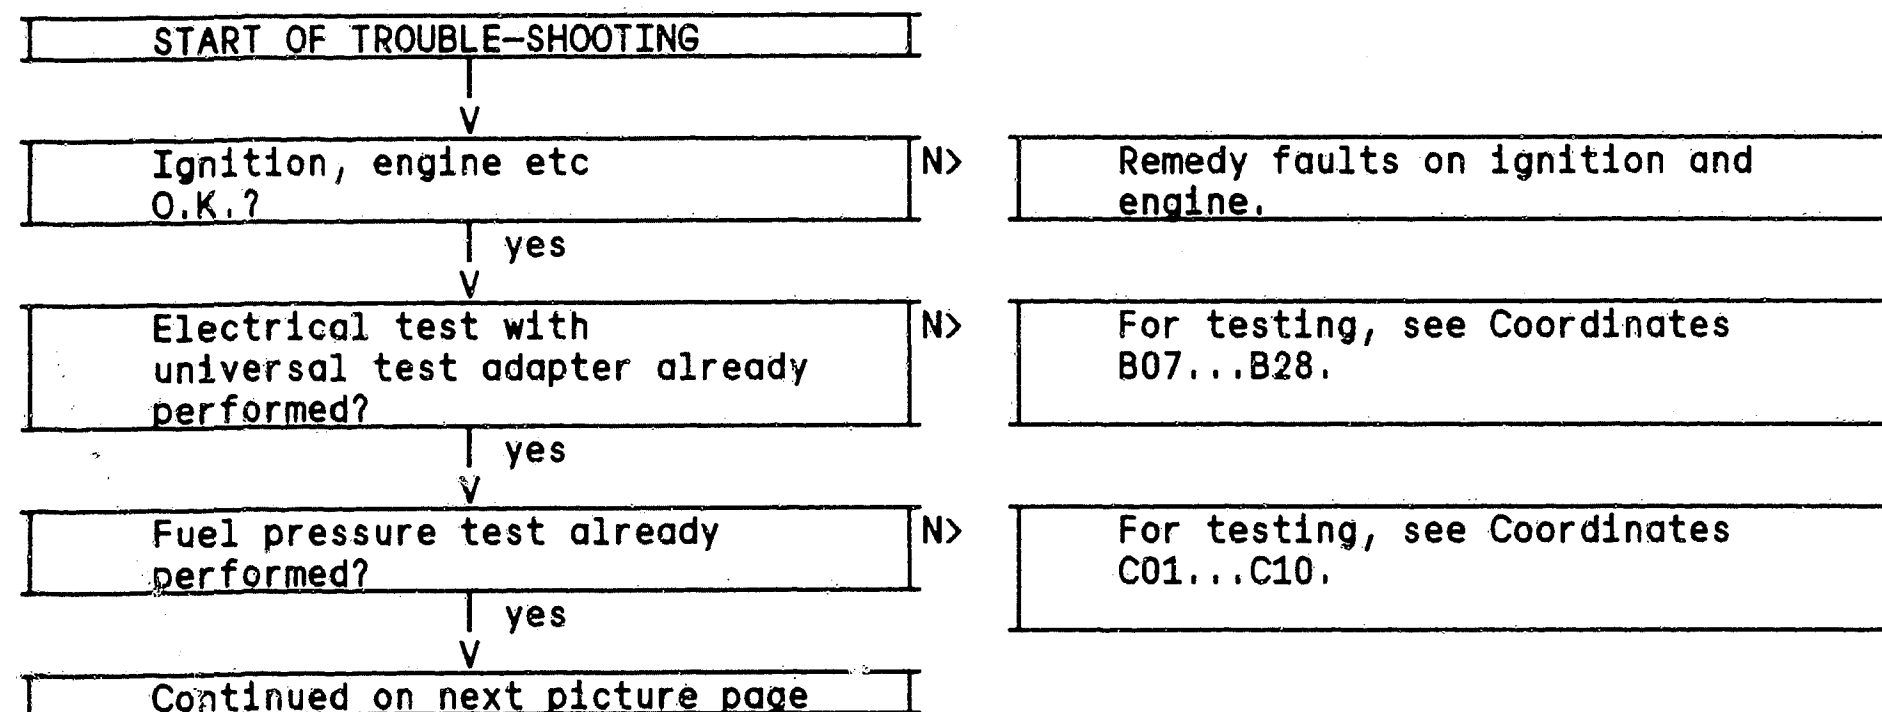 START OF TROUBLE-SHOOTING
V
Ignition, engine etc
O.K.?
N>
Remedy faults on ignition and
engine.
yes
V
Electrical test with
universal test adapter already
performed?
N>
For testing, see Coordinates
B07...B28.
yes
V
Fuel pressure test already
performed?
N>
For testing, see Coordinates
C01...C10.
yes
V
Continued on next picture page